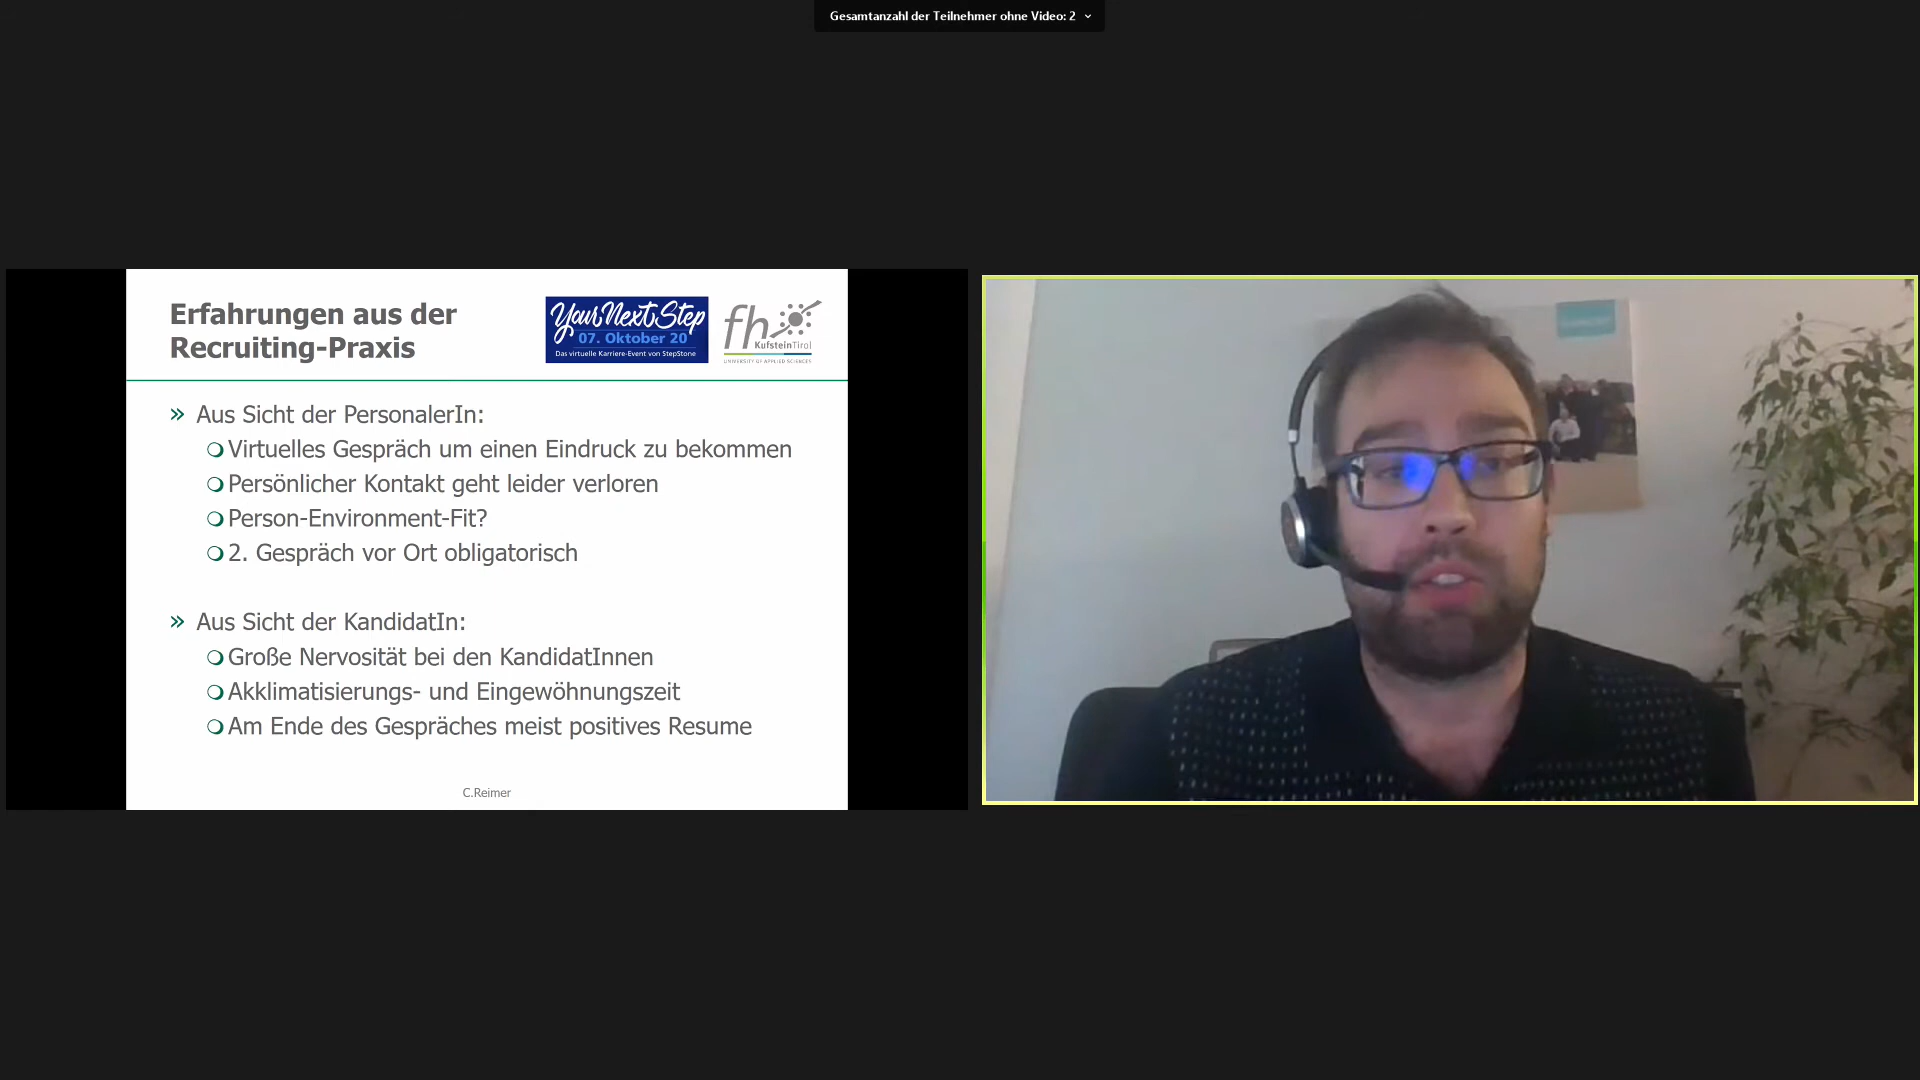 Gesamtanzahl der Teilnehmer ohne Video: 2
Erfahrungen aus der
Recruiting-Praxis
YourNextStep
07. Oktober 20
Das virtuelle Karriere-Event von StepStone
fh
KufsteinTirol
UNIVERSITY OF APPLIED SCIENCES
» Aus Sicht der PersonalerIn:
Virtuelles Gespräch um einen Eindruck zu bekommen
Persönlicher Kontakt geht leider verloren
Person-Environment-Fit?
2. Gespräch vor Ort obligatorisch
» Aus Sicht der KandidatIn:
Große Nervosität bei den KandidatInnen
Akklimatisierungs- und Eingewöhnungszeit
Am Ende des Gespräches meist positives Resume
C.Reimer